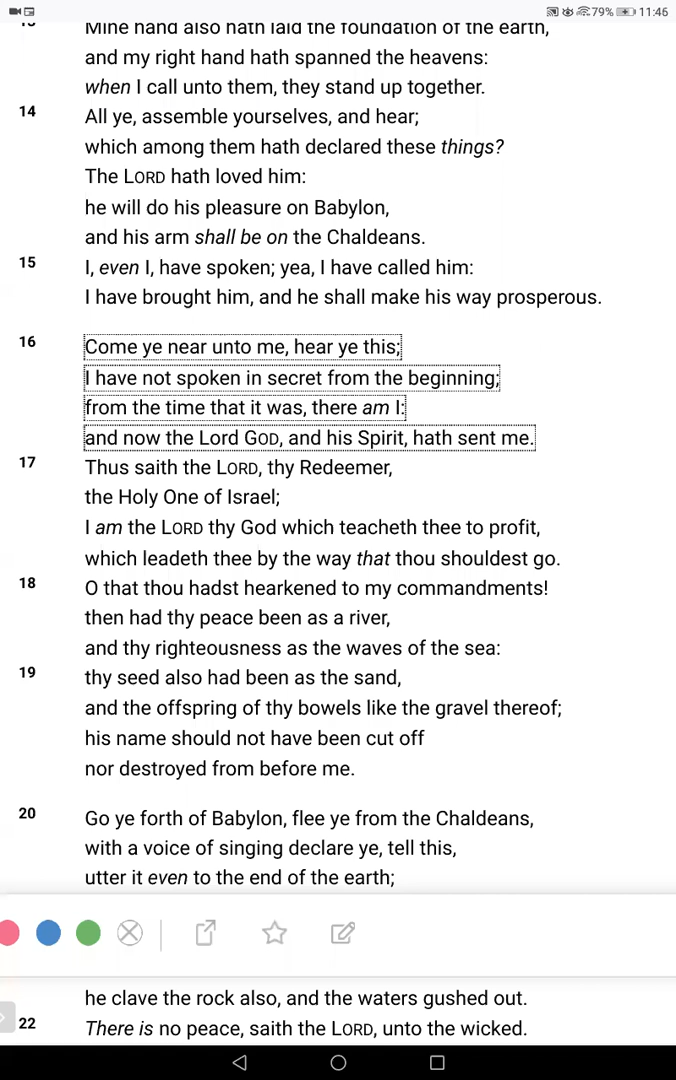 79% 11:46
13 Mine hand also hath laid the foundation of the earth,
and my right hand hath spanned the heavens:
when I call unto them, they stand up together.
14 All ye, assemble yourselves, and hear;
which among them hath declared these things?
The LORD hath loved him:
he will do his pleasure on Babylon,
and his arm shall be on the Chaldeans.
15 I, even I, have spoken; yea, I have called him:
I have brought him, and he shall make his way prosperous.
16 Come ye near unto me, hear ye this;
I have not spoken in secret from the beginning;
from the time that it was, there am I:
and now the Lord GOD, and his Spirit, hath sent me.
17 Thus saith the LORD, thy Redeemer,
the Holy One of Israel;
I am the LORD thy God which teacheth thee to profit,
which leadeth thee by the way that thou shouldest go.
18 O that thou hadst hearkened to my commandments!
then had thy peace been as a river,
and thy righteousness as the waves of the sea:
19 thy seed also had been as the sand,
and the offspring of thy bowels like the gravel thereof;
his name should not have been cut off
nor destroyed from before me.
20 Go ye forth of Babylon, flee ye from the Chaldeans,
with a voice of singing declare ye, tell this,
utter it even to the end of the earth;
he clave the rock also, and the waters gushed out.
22 There is no peace, saith the LORD, unto the wicked.